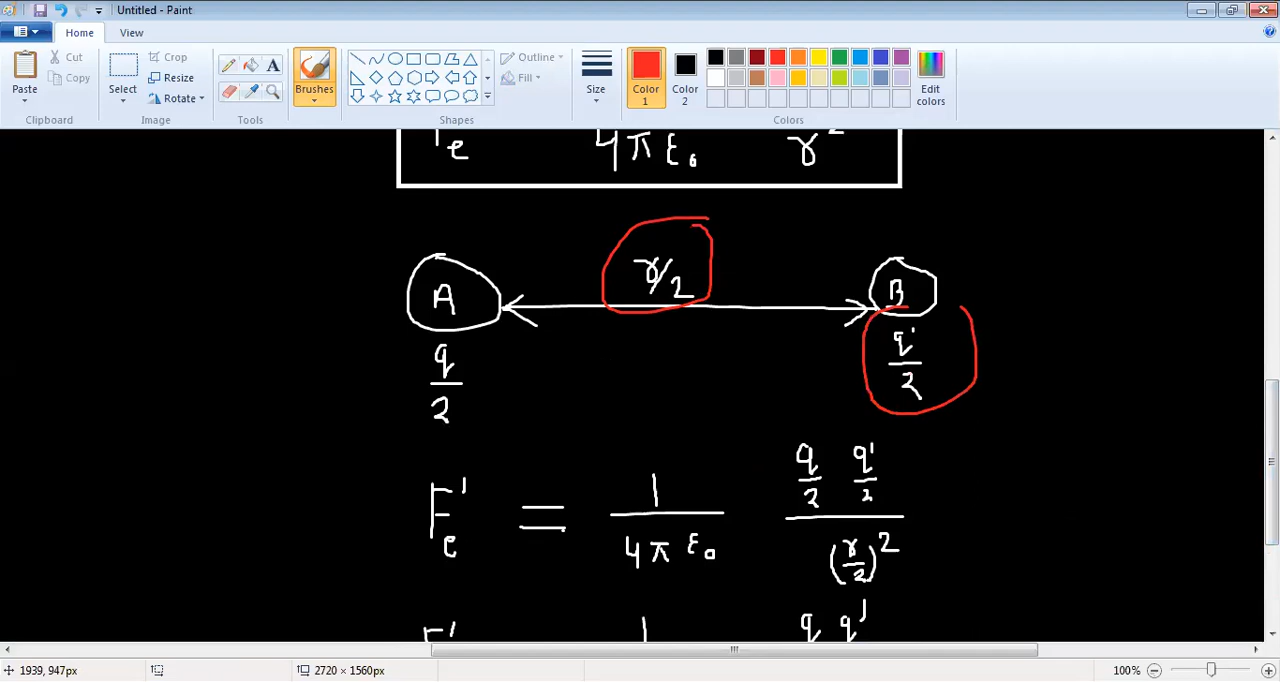 Untitled - Paint
Home View
Paste
Cut
Copy
Clipboard
Select
Crop
Resize
Rotate
Image
A
Tools
Brushes
Outline
Fill
Shapes
Size
Color 1
Color 2
Edit colors
Colors
e 4πε₀ r²
r/2
A B
q/2 q'/2
Fe' = 1/4πε₀ q/2 q'/2 / (r/2)²
F' 1 q q'
1939, 947px
2720 × 1560px
100%